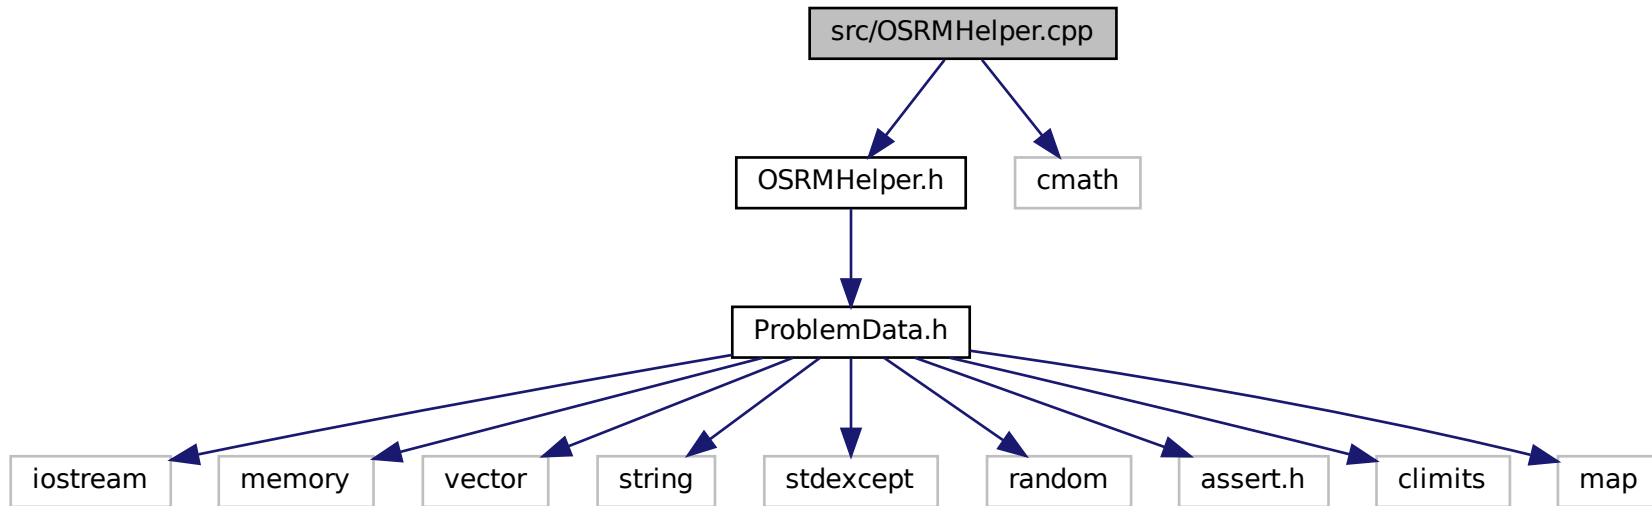 src/OSRMHelper.cpp
OSRMHelper.h
cmath
ProblemData.h
iostream
memory
vector
string
stdexcept
random
assert.h
climits
map